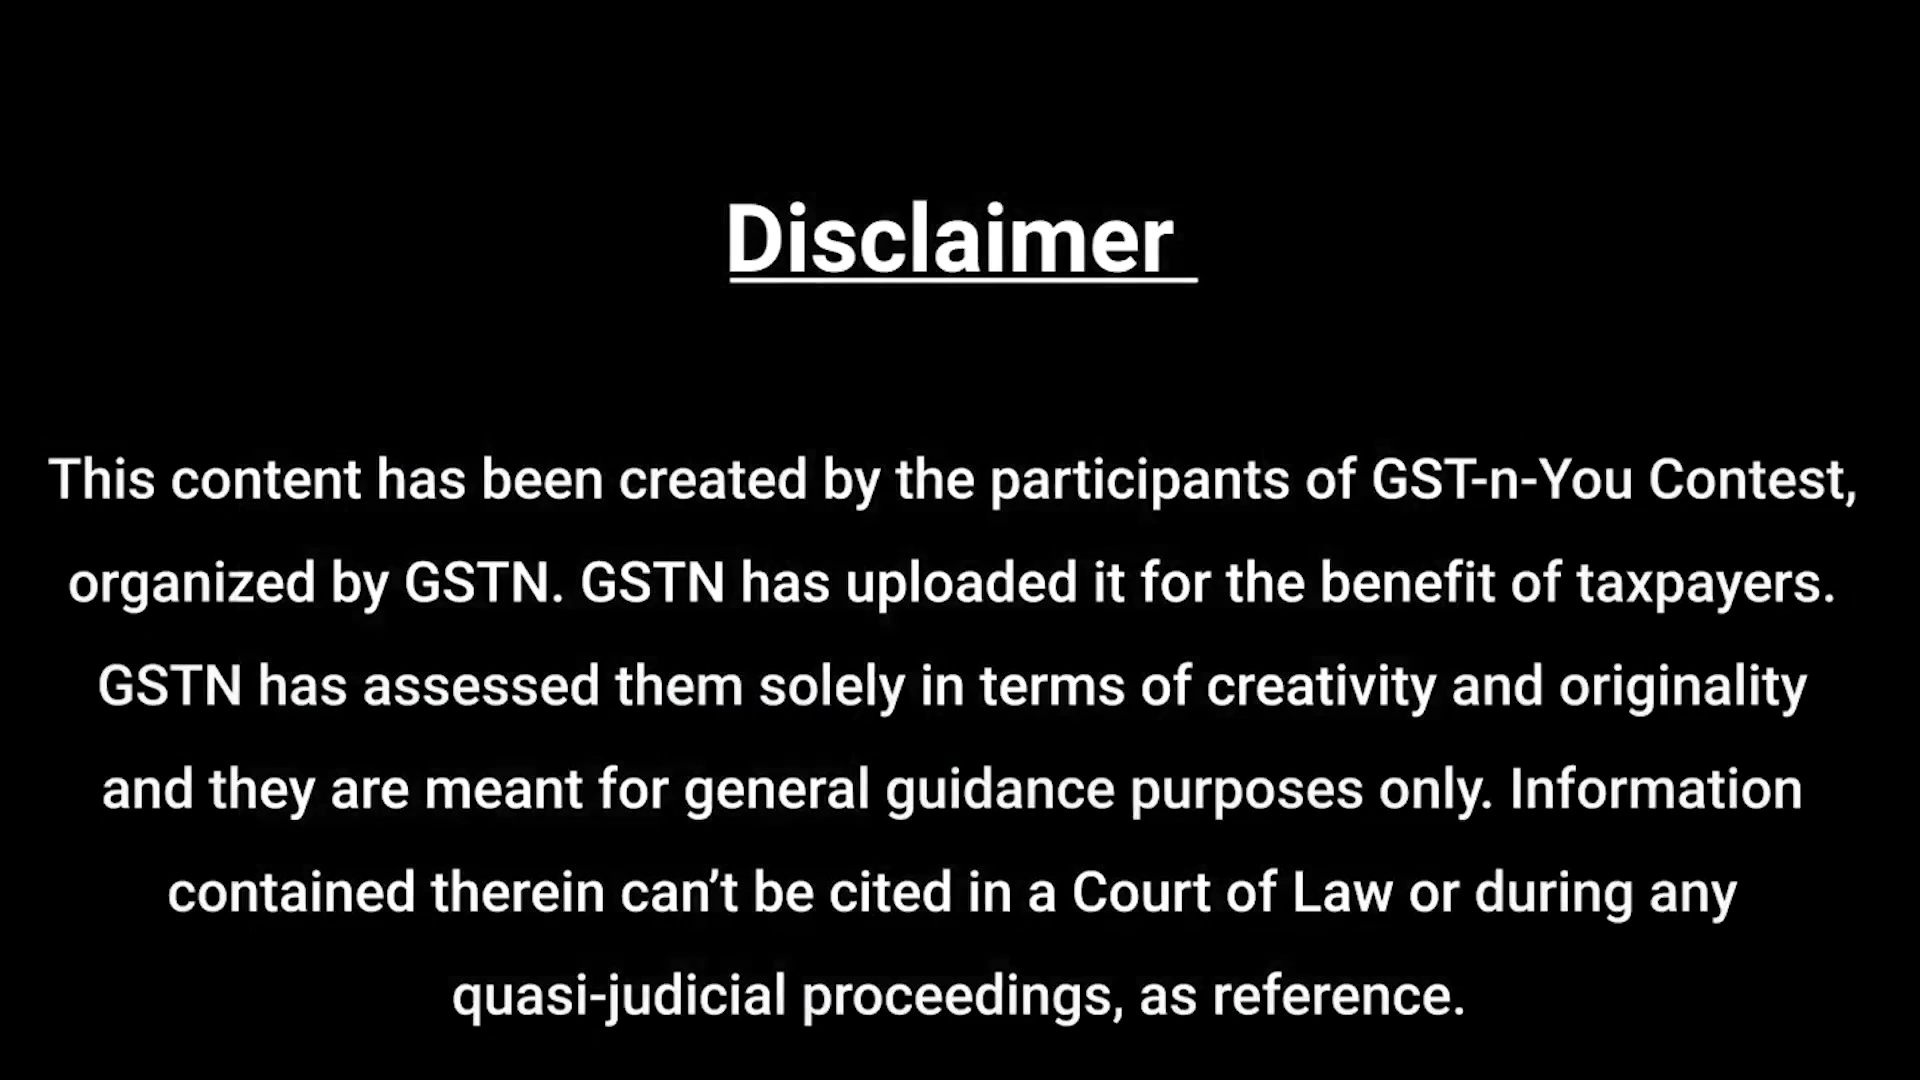 Disclaimer
This content has been created by the participants of GST-n-You Contest,
organized by GSTN. GSTN has uploaded it for the benefit of taxpayers.
GSTN has assessed them solely in terms of creativity and originality
and they are meant for general guidance purposes only. Information
contained therein can’t be cited in a Court of Law or during any
quasi-judicial proceedings, as reference.